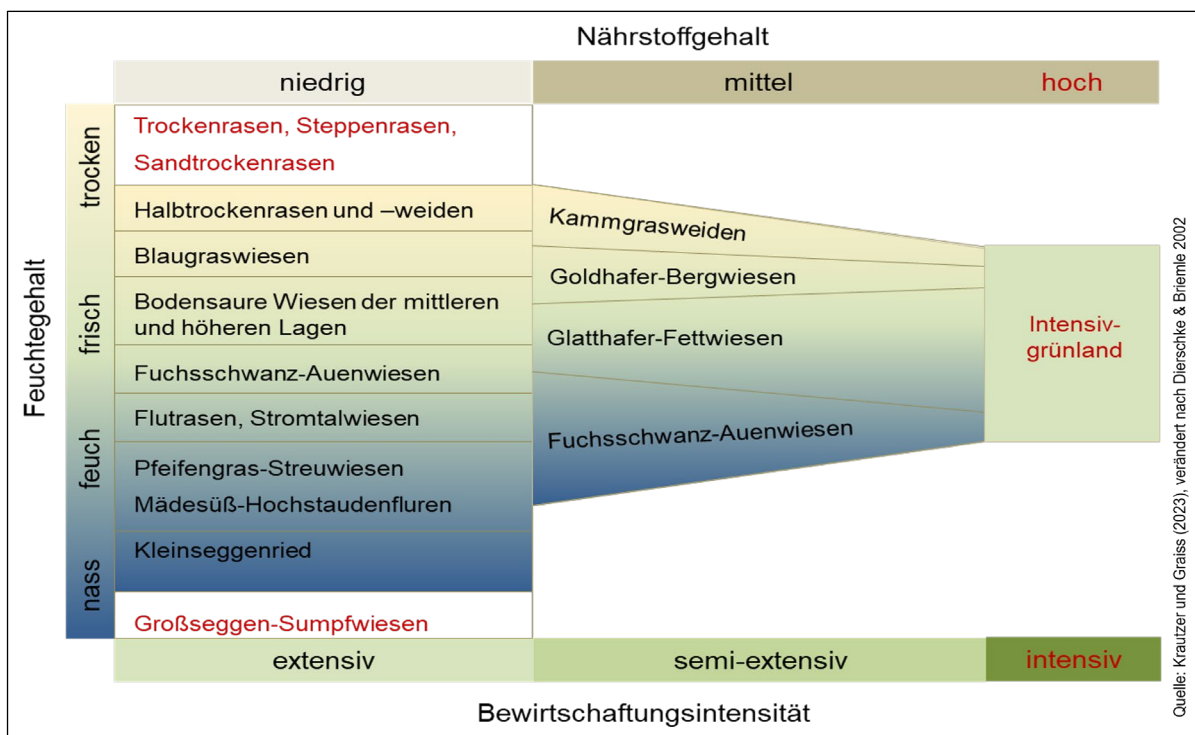 Nährstoffgehalt
niedrig
mittel
hoch
Feuchtegehalt
trocken
frisch
feuch
nass
Trockenrasen, Steppenrasen,
Sandtrockenrasen
Halbtrockenrasen und –weiden
Blaugraswiesen
Bodensaure Wiesen der mittleren
und höheren Lagen
Fuchsschwanz-Auenwiesen
Flutrasen, Stromtalwiesen
Pfeifengras-Streuwiesen
Mädesüß-Hochstaudenfluren
Kleinseggenried
Großseggen-Sumpfwiesen
Kammgrasweiden
Goldhafer-Bergwiesen
Glatthafer-Fettwiesen
Fuchsschwanz-Auenwiesen
Intensiv-
grünland
extensiv
semi-extensiv
intensiv
Bewirtschaftungsintensität
Quelle: Krautzer und Graiss (2023), verändert nach Dierschke & Briemle 2002